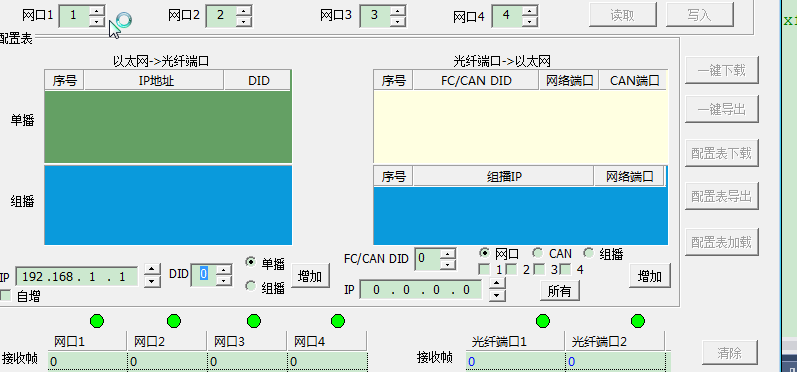 网口1 1 网口2 2 网口3 3 网口4 4 读取 写入
配置表
以太网->光纤端口 光纤端口->以太网
序号 IP地址 DID 序号 FC/CAN DID 网络端口 CAN端口 一键下载
单播 一键导出
配置表下载
序号 组播IP 网络端口
组播 配置表导出
配置表加载
FC/CAN DID 0 网口 CAN 组播
IP 192.168. 1 . 1 DID 0 单播 增加 1 2 3 4 增加
自增 组播 IP 0 . 0 . 0 . 0 所有
网口1 网口2 网口3 网口4 光纤端口1 光纤端口2 清除
接收帧 0 0 0 0 接收帧 0 0